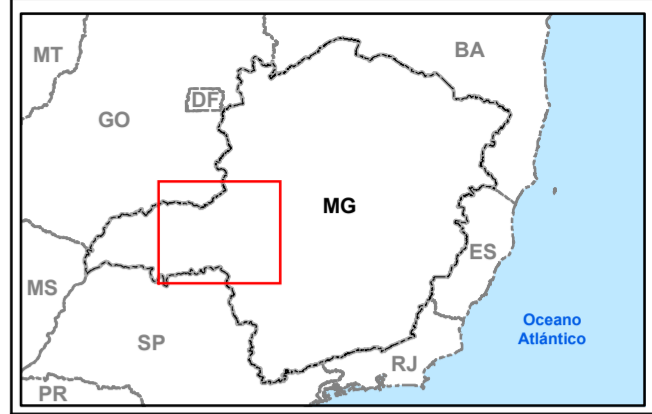 MT
BA
DF
GO
MG
ES
MS
Oceano
Atlántico
SP
RJ
PR